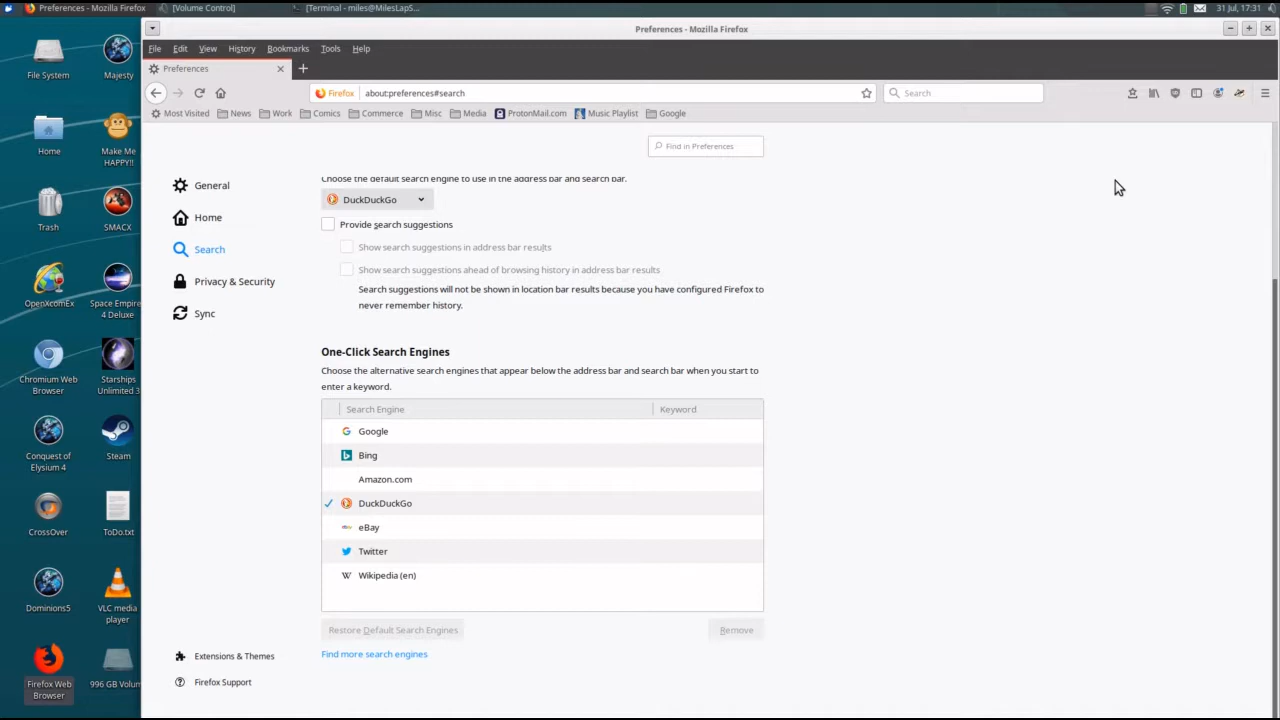 Preferences - Mozilla Firefox
[Volume Control]
[Terminal - miles@MilesLapS...
31 Jul, 17:31
Preferences - Mozilla Firefox
File Edit View History Bookmarks Tools Help
Preferences
Firefox about:preferences#search
Search
Most Visited News Work Comics Commerce Misc Media ProtonMail.com Music Playlist Google
Find in Preferences
General
Home
Search
Privacy & Security
Sync
Extensions & Themes
Firefox Support
Choose the default search engine to use in the address bar and search bar.
DuckDuckGo
Provide search suggestions
Show search suggestions in address bar results
Show search suggestions ahead of browsing history in address bar results
Search suggestions will not be shown in location bar results because you have configured Firefox to
never remember history.
One-Click Search Engines
Choose the alternative search engines that appear below the address bar and search bar when you start to
enter a keyword.
Search Engine Keyword
Google
Bing
Amazon.com
DuckDuckGo
eBay
Twitter
Wikipedia (en)
Restore Default Search Engines Remove
Find more search engines
File System
Majesty
Home
Make Me
HAPPY!!
Trash
SMACX
OpenXcomEx
Space Empire
4 Deluxe
Chromium Web
Browser
Starships
Unlimited 3
Conquest of
Elysium 4
Steam
CrossOver
ToDo.txt
Dominions5
VLC media
player
Firefox Web
Browser
996 GB Volum